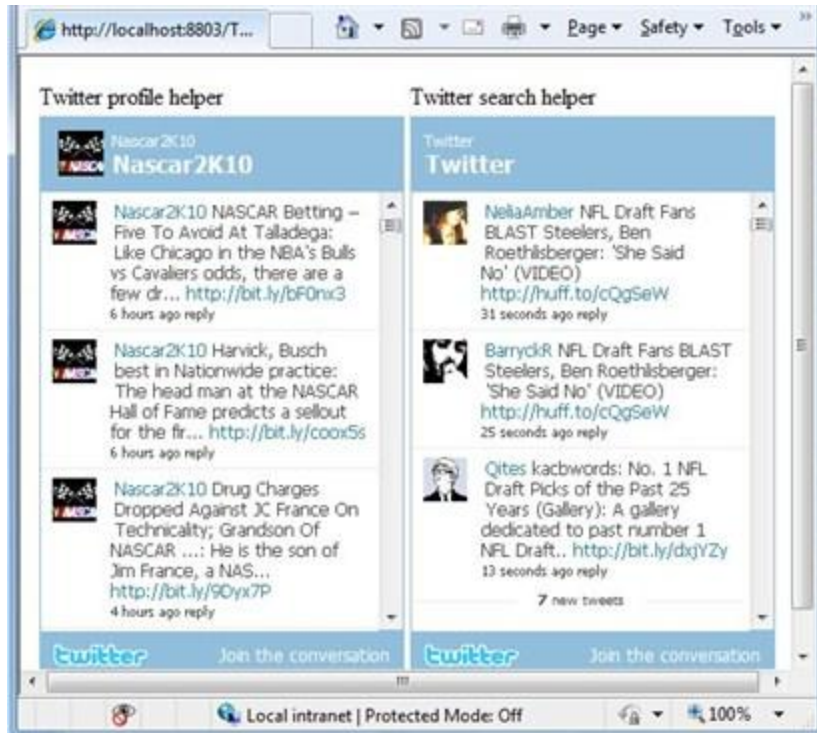 http://localhost:8803/T...
Page
Safety
Tools
Twitter profile helper
Nascar2K10
Nascar2K10
Nascar2K10 NASCAR Betting –
Five To Avoid At Talladega:
Like Chicago in the NBA's Bulls
vs Cavaliers odds, there are a
few dr... http://bit.ly/bF0nx3
6 hours ago reply
Nascar2K10 Harvick, Busch
best in Nationwide practice:
The head man at the NASCAR
Hall of Fame predicts a sellout
for the fir... http://bit.ly/coox5s
6 hours ago reply
Nascar2K10 Drug Charges
Dropped Against JC France On
Technicality; Grandson Of
NASCAR ...: He is the son of
Jim France, a NAS...
http://bit.ly/9Dyx7P
4 hours ago reply
twitter
Join the conversation
Twitter search helper
Twitter
Twitter
NeliaAmber NFL Draft Fans
BLAST Steelers, Ben
Roethlisberger: 'She Said
No' (VIDEO)
http://huff.to/cQgSeW
31 seconds ago reply
BarryckR NFL Draft Fans BLAST
Steelers, Ben Roethlisberger:
'She Said No' (VIDEO)
http://huff.to/cQgSeW
25 seconds ago reply
Qites kacbwords: No. 1 NFL
Draft Picks of the Past 25
Years (Gallery): A gallery
dedicated to past number 1
NFL Draft.. http://bit.ly/dxjYZy
13 seconds ago reply
7 new tweets
twitter
Join the conversation
Local intranet | Protected Mode: Off
100%